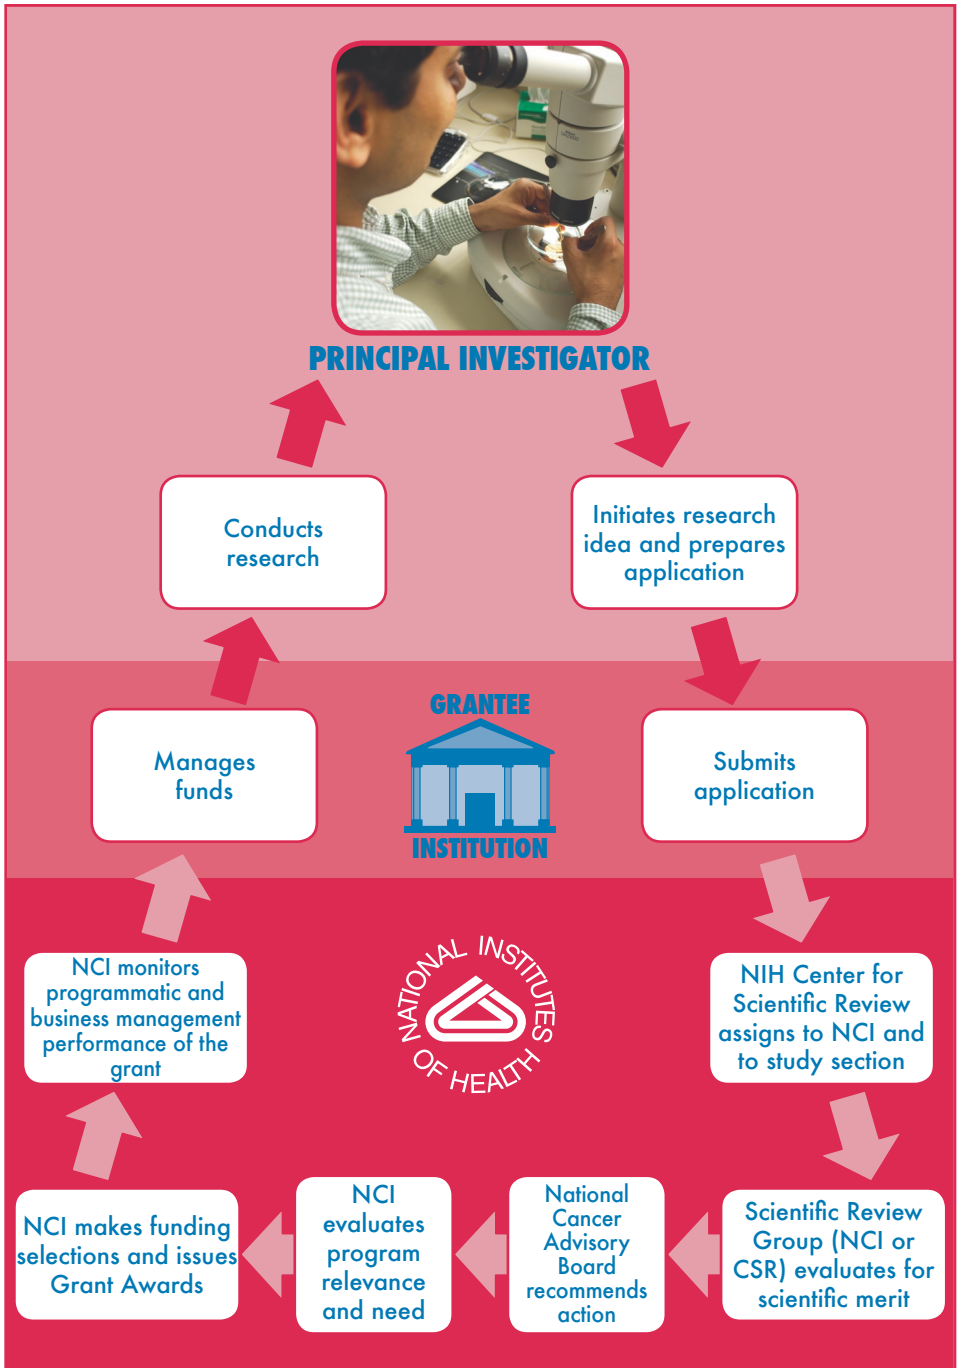 PRINCIPAL INVESTIGATOR
Conducts
research
Initiates research
idea and prepares
application
Manages
funds
GRANTEE
INSTITUTION
Submits
application
NCI monitors
programmatic and
business management
performance of the
grant
NATIONAL INSTITUTES
OF HEALTH
NIH Center for
Scientific Review
assigns to NCI and
to study section
NCI makes funding
selections and issues
Grant Awards
NCI
evaluates
program
relevance
and need
National
Cancer
Advisory
Board
recommends
action
Scientific Review
Group (NCI or
CSR) evaluates for
scientific merit